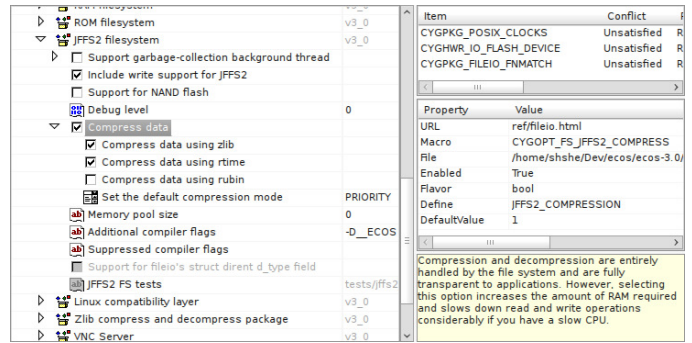 ROM filesystem v3_0
JFFS2 filesystem v3_0
Support garbage-collection background thread
Include write support for JFFS2
Support for NAND flash
Debug level 0
Compress data
Compress data using zlib
Compress data using rtime
Compress data using rubin
Set the default compression mode PRIORITY
Memory pool size 0
Additional compiler flags -D__ECOS
Suppressed compiler flags
Support for fileio's struct dirent d_type field
JFFS2 FS tests tests/jffs2
Linux compatibility layer v3_0
Zlib compress and decompress package v3_0
VNC Server v3_0
Item Conflict
CYGPKG_POSIX_CLOCKS Unsatisfied R
CYGHWR_IO_FLASH_DEVICE Unsatisfied R
CYGPKG_FILEIO_FNMATCH Unsatisfied R
Property Value
URL ref/fileio.html
Macro CYGOPT_FS_JFFS2_COMPRESS
File /home/shshe/Dev/ecos/ecos-3.0/
Enabled True
Flavor bool
Define JFFS2_COMPRESSION
DefaultValue 1
Compression and decompression are entirely
handled by the file system and are fully
transparent to applications. However, selecting
this option increases the amount of RAM required
and slows down read and write operations
considerably if you have a slow CPU.